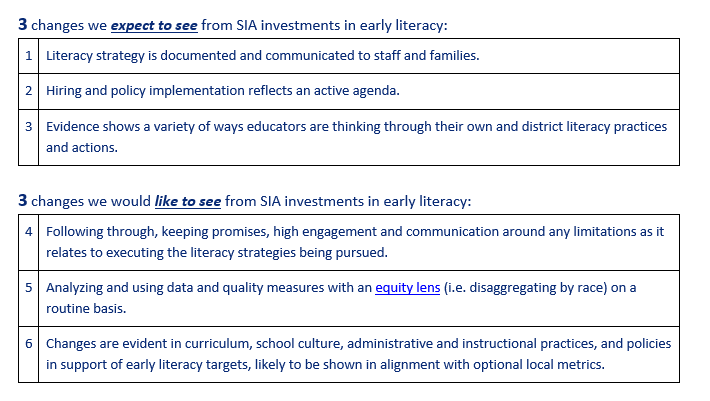 3 changes we expect to see from SIA investments in early literacy:
1 Literacy strategy is documented and communicated to staff and families.
2 Hiring and policy implementation reflects an active agenda.
3 Evidence shows a variety of ways educators are thinking through their own and district literacy practices
and actions.
3 changes we would like to see from SIA investments in early literacy:
4 Following through, keeping promises, high engagement and communication around any limitations as it
relates to executing the literacy strategies being pursued.
5 Analyzing and using data and quality measures with an equity lens (i.e. disaggregating by race) on a
routine basis.
6 Changes are evident in curriculum, school culture, administrative and instructional practices, and policies
in support of early literacy targets, likely to be shown in alignment with optional local metrics.